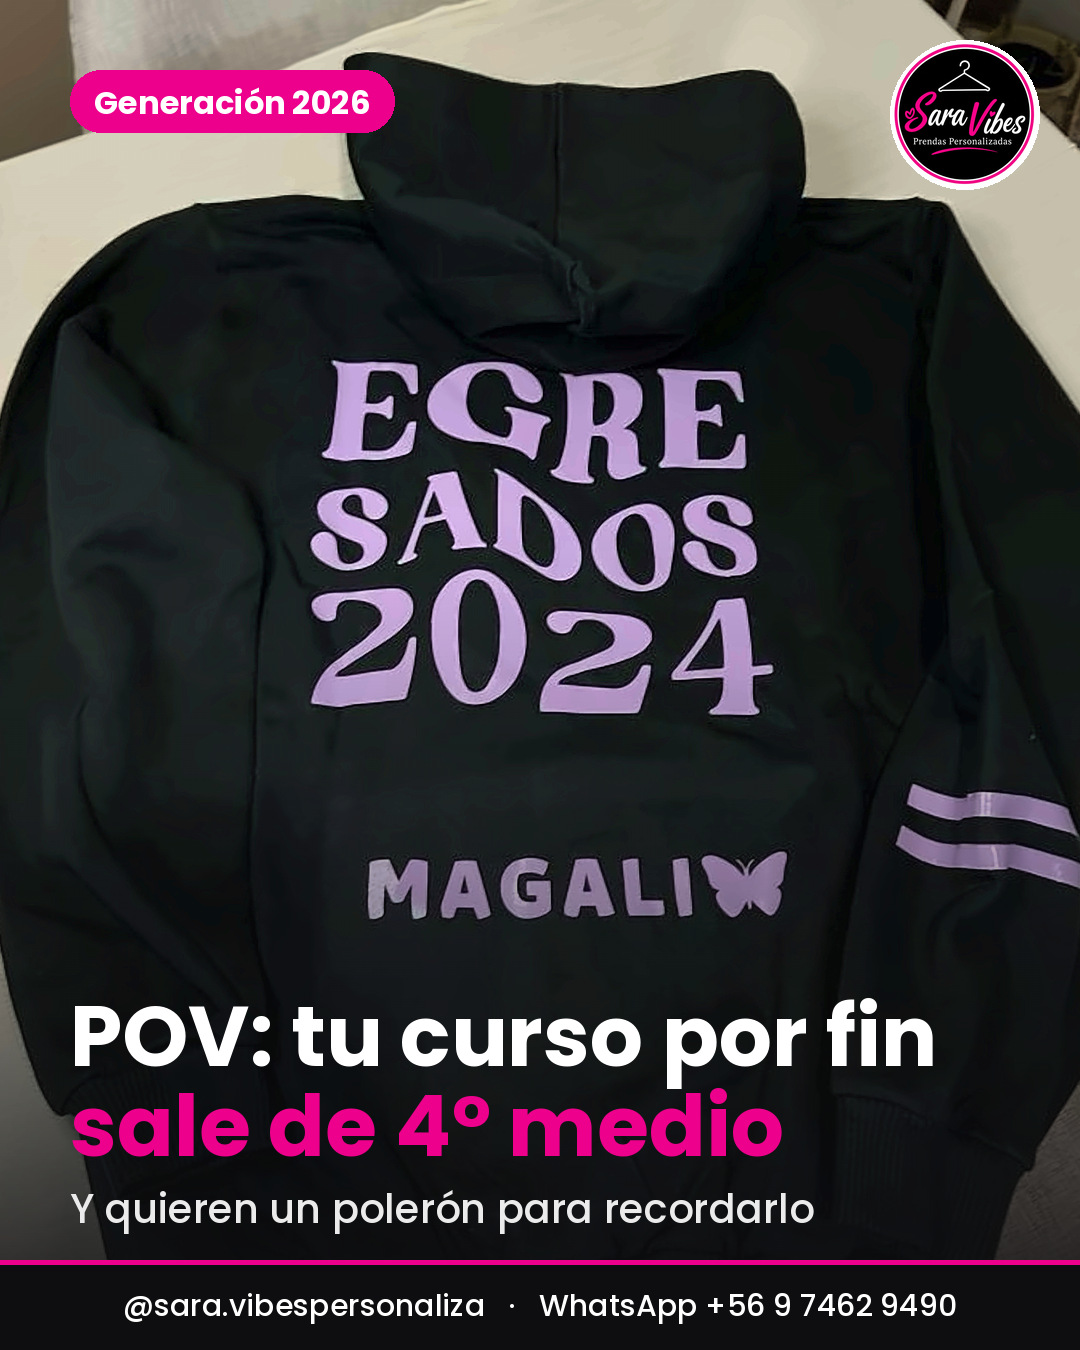 Generación 2026
Sara Vibes
Prendas Personalizadas
EGRE
SADOS
2024
MAGALI
POV: tu curso por fin
sale de 4° medio
Y quieren un polerón para recordarlo
@sara.vibespersonaliza · WhatsApp +56 9 7462 9490